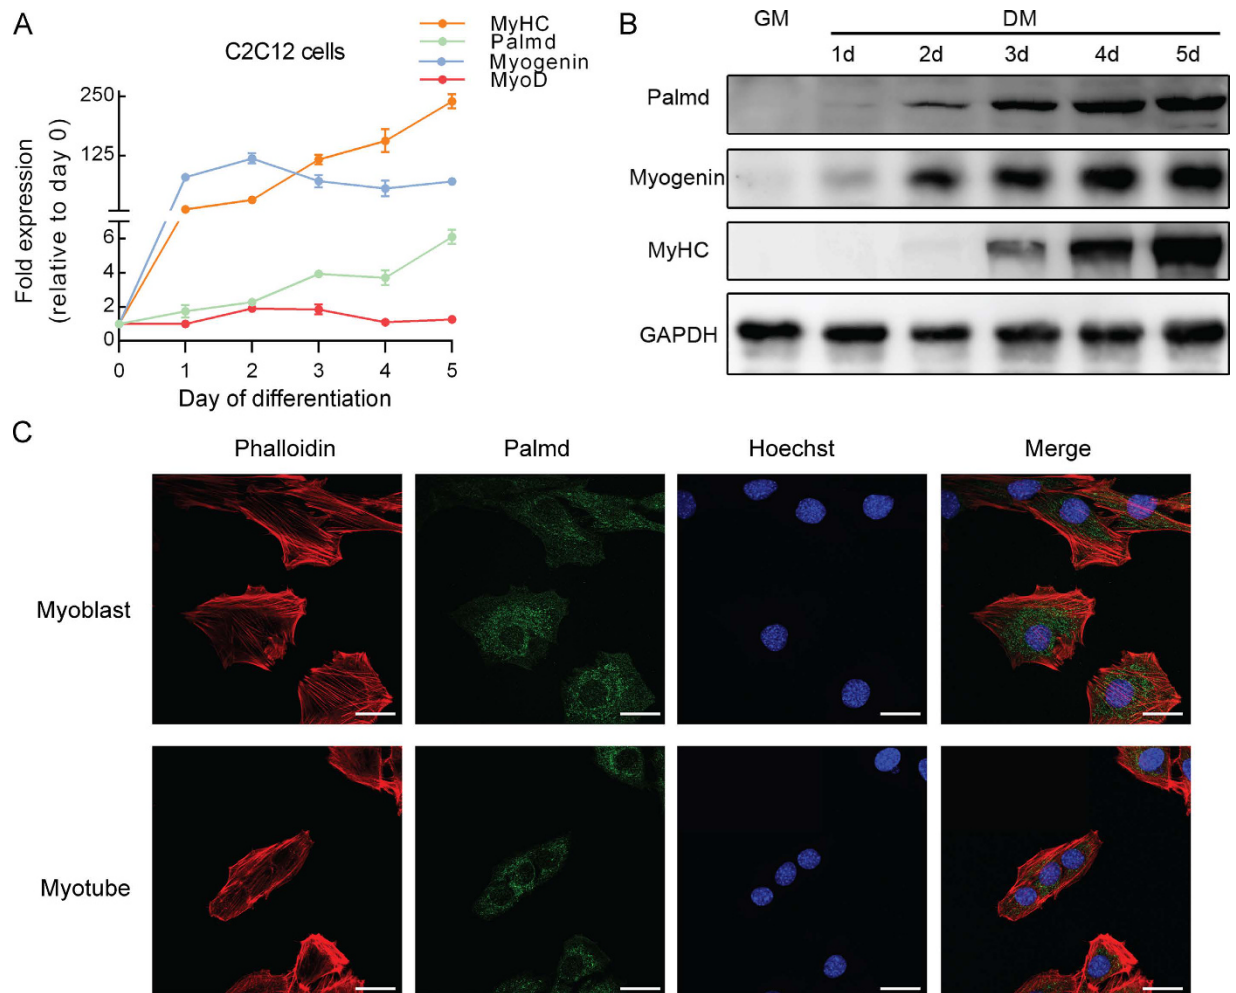 A
C2C12 cells
MyHC
Palmd
Myogenin
MyoD
Fold expression
(relative to day 0)
250
125
6
4
2
0
0 1 2 3 4 5
Day of differentiation
B
GM DM
1d 2d 3d 4d 5d
Palmd
Myogenin
MyHC
GAPDH
C
Phalloidin Palmd Hoechst Merge
Myoblast
Myotube